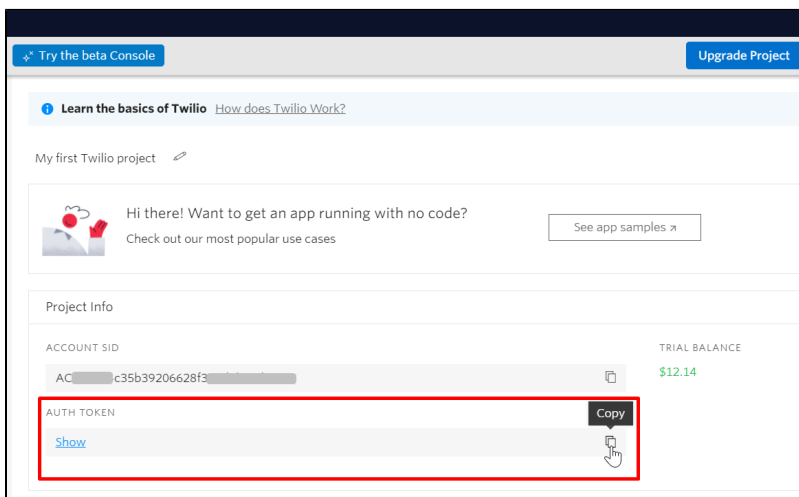 Try the beta Console
Upgrade Project
Learn the basics of Twilio How does Twilio Work?
My first Twilio project
Hi there! Want to get an app running with no code?
Check out our most popular use cases
See app samples
Project Info
ACCOUNT SID
TRIAL BALANCE
AC c35b39206628f3
$12.14
AUTH TOKEN
Copy
Show